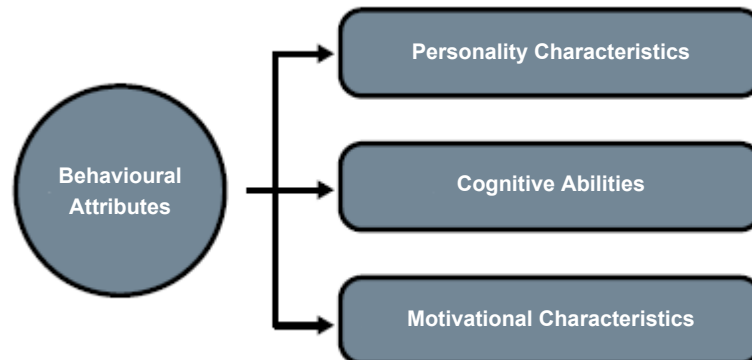 Behavioural
Attributes
Personality Characteristics
Cognitive Abilities
Motivational Characteristics